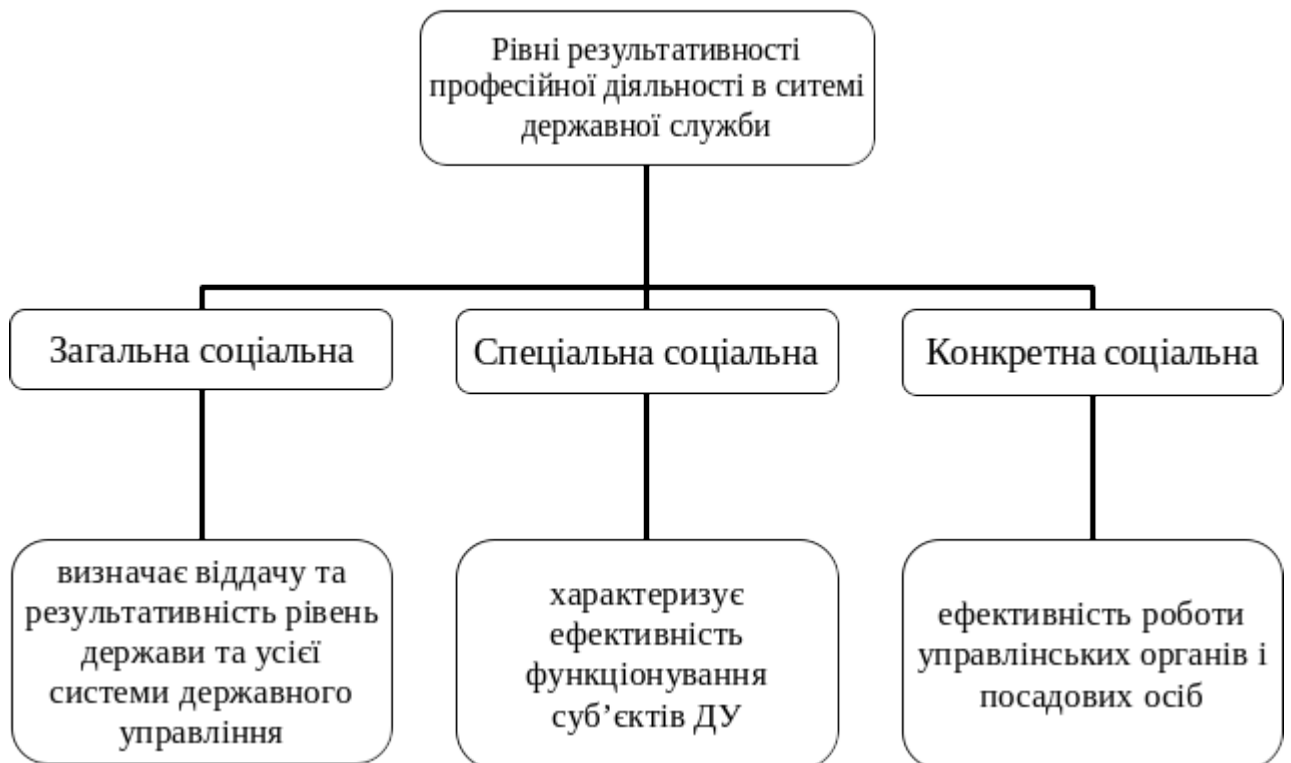 Рівні результативності
професійної діяльності в ситемі
державної служби
Загальна соціальна
Спеціальна соціальна
Конкретна соціальна
визначає віддачу та
результативність рівень
держави та усієї
системи державного
управління
характеризує
ефективність
функціонування
суб’єктів ДУ
ефективність роботи
управлінських органів і
посадових осіб